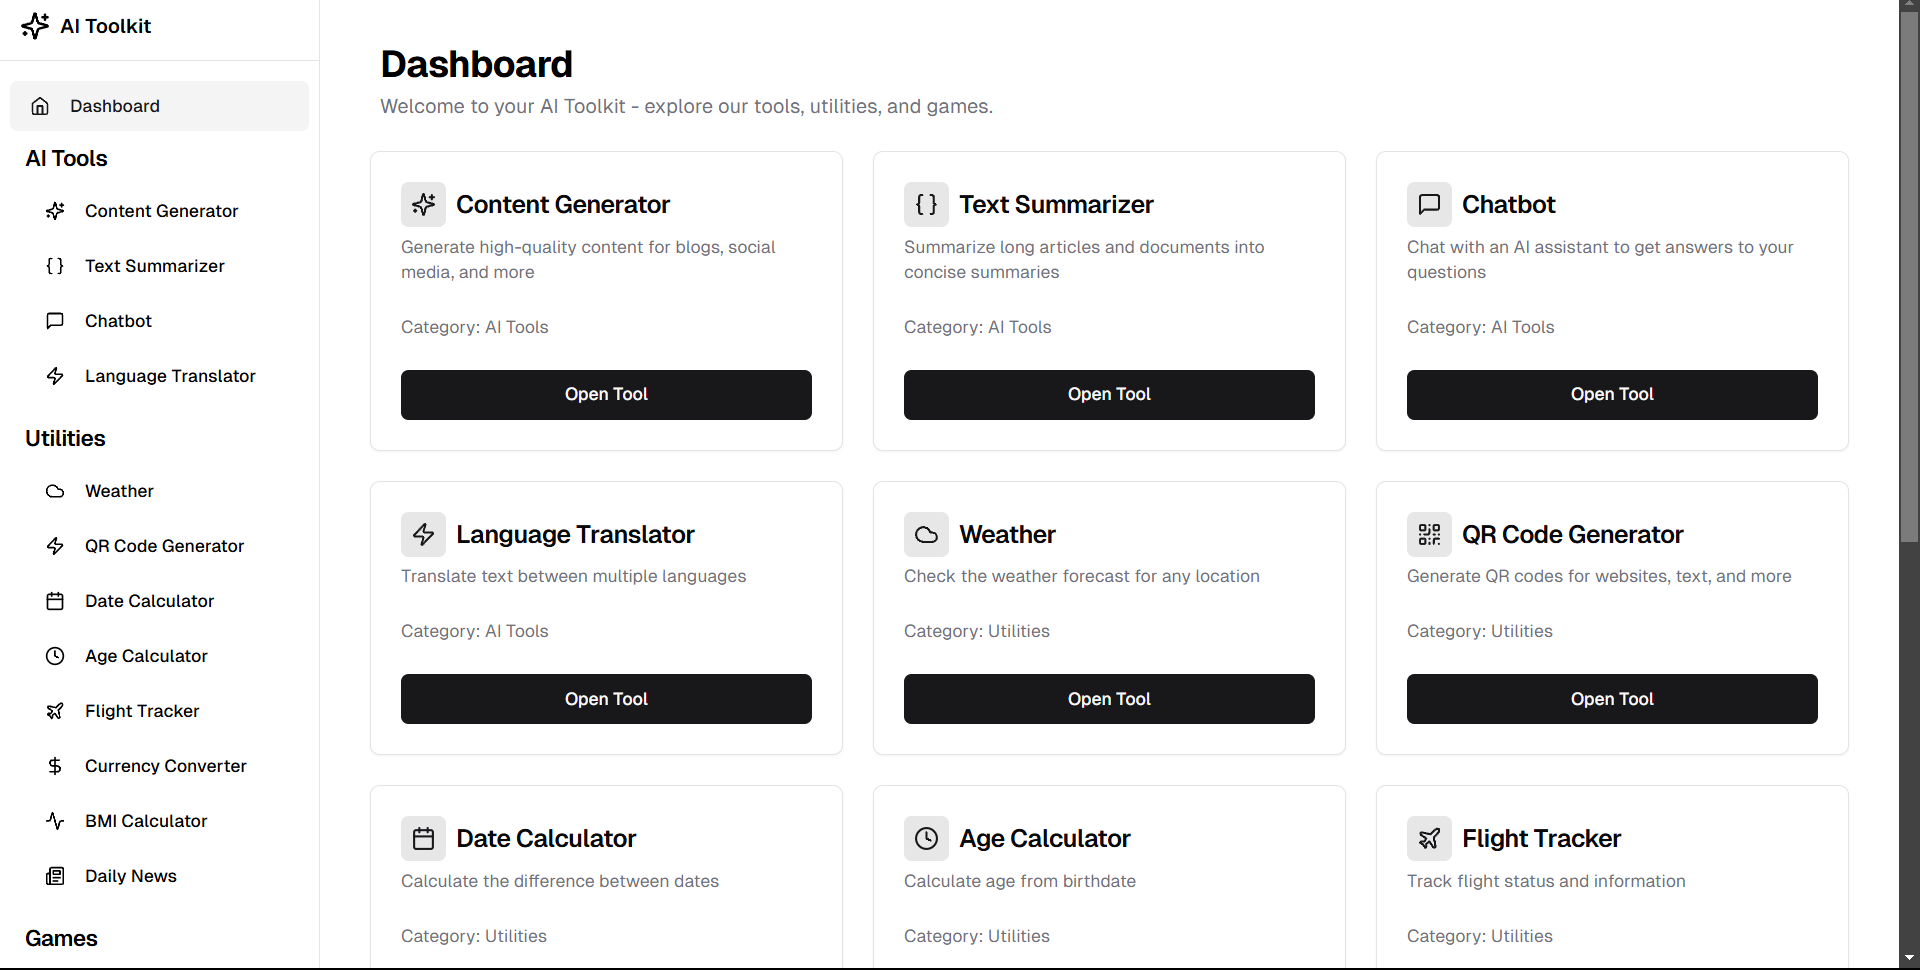 AI Toolkit
Dashboard
AI Tools
Content Generator
Text Summarizer
Chatbot
Language Translator
Utilities
Weather
QR Code Generator
Date Calculator
Age Calculator
Flight Tracker
Currency Converter
BMI Calculator
Daily News
Games
Dashboard
Welcome to your AI Toolkit - explore our tools, utilities, and games.
Content Generator
Generate high-quality content for blogs, social
media, and more
Category: AI Tools
Open Tool
Text Summarizer
Summarize long articles and documents into
concise summaries
Category: AI Tools
Open Tool
Chatbot
Chat with an AI assistant to get answers to your
questions
Category: AI Tools
Open Tool
Language Translator
Translate text between multiple languages
Category: AI Tools
Open Tool
Weather
Check the weather forecast for any location
Category: Utilities
Open Tool
QR Code Generator
Generate QR codes for websites, text, and more
Category: Utilities
Open Tool
Date Calculator
Calculate the difference between dates
Category: Utilities
Age Calculator
Calculate age from birthdate
Category: Utilities
Flight Tracker
Track flight status and information
Category: Utilities